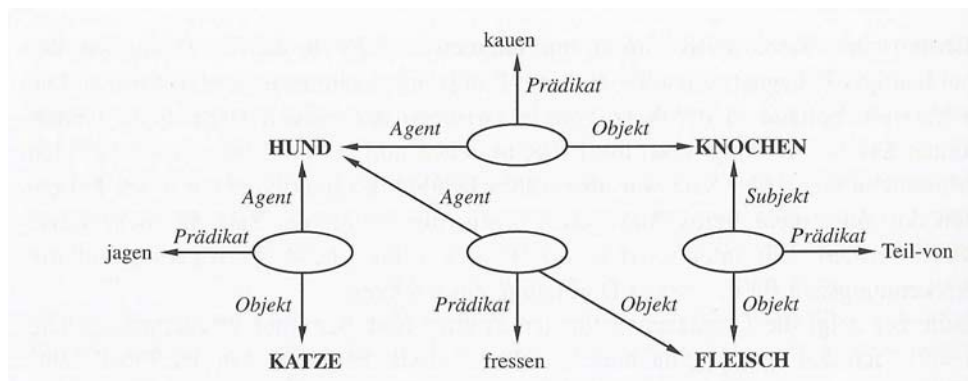 kauen
Prädikat
HUND Agent Objekt KNOCHEN
Agent Agent Subjekt
jagen Prädikat Prädikat Teil-von
Objekt Prädikat Objekt Objekt
KATZE fressen FLEISCH